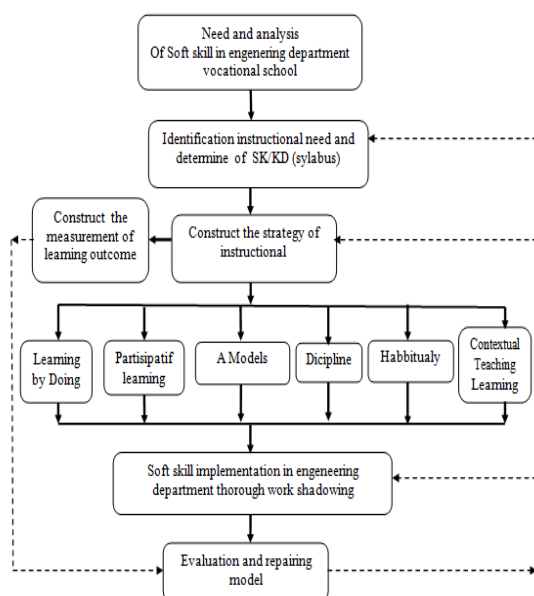 Need and analysis
Of Soft skill in engenering department
vocational school
Identification instructional need and
determine of SK/KD (sylabus)
Construct the
measurement of
learning outcome
Construct the strategy of
instructional
Learning
by Doing
Partisipatif
learning
A Models
Dicipline
Habbitualy
Contextual
Teaching
Learning
Soft skill implementation in engeneering
department thorough work shadowing
Evaluation and repairing
model